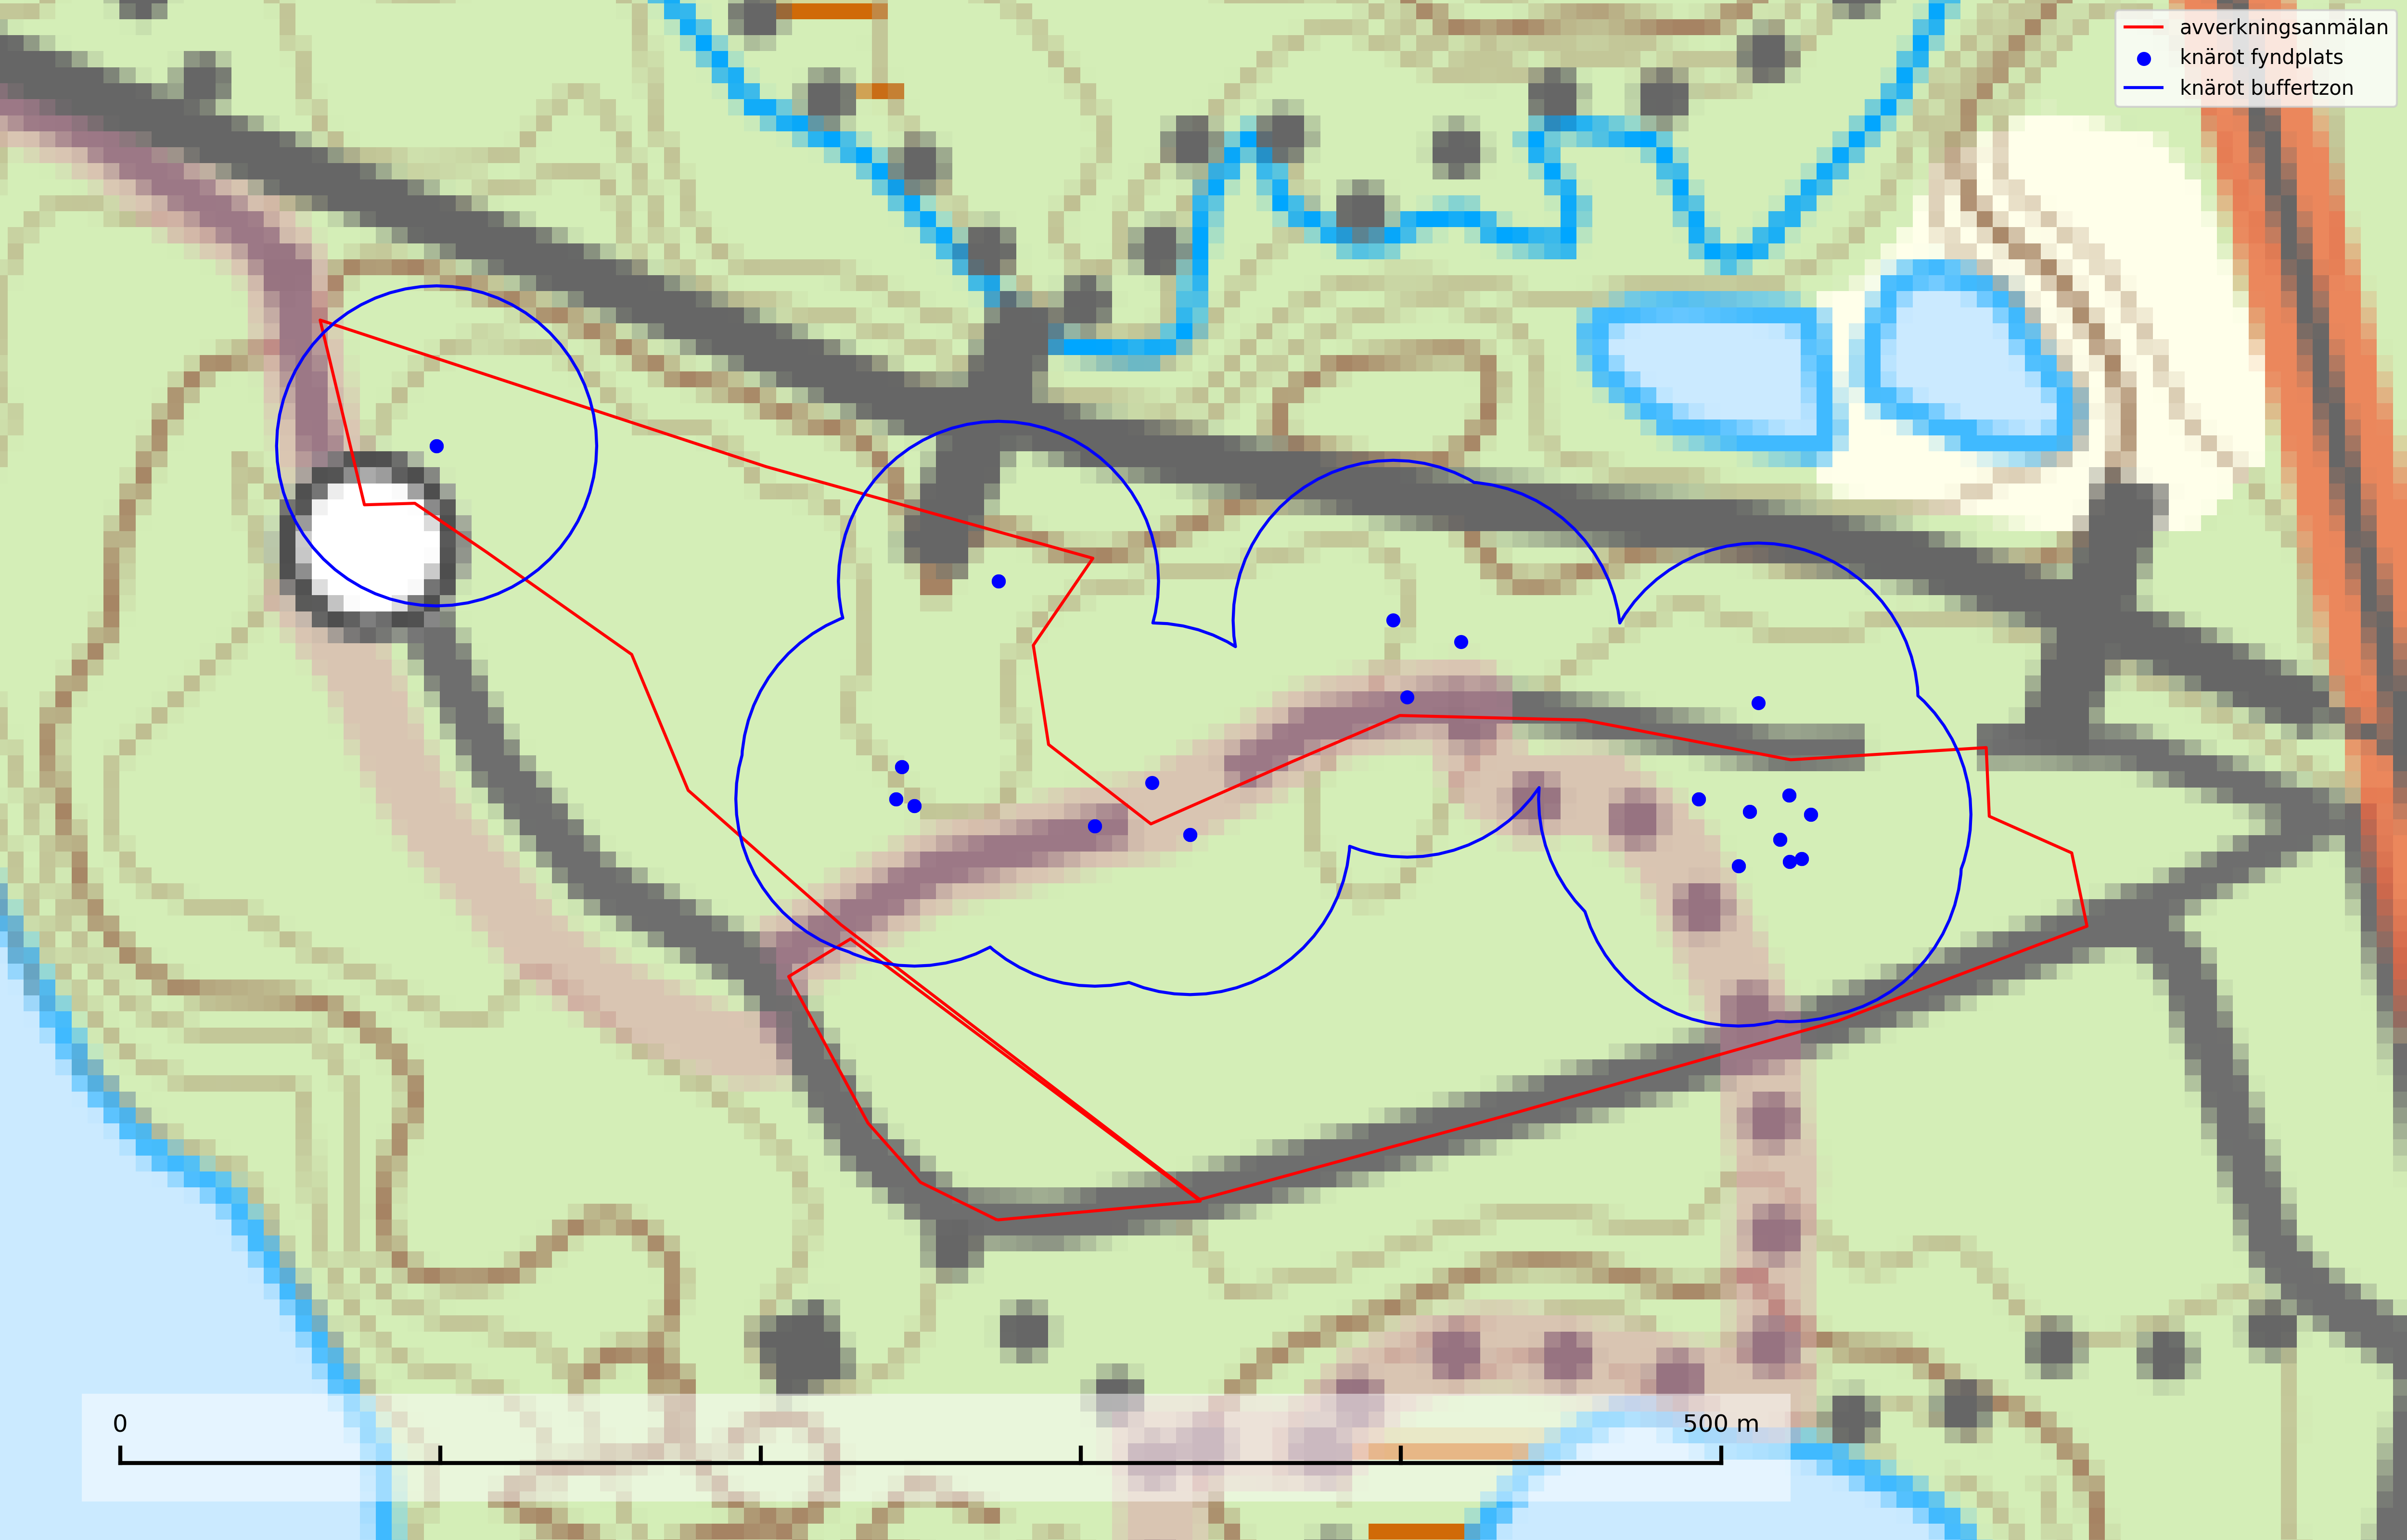 avverkningsanmälan
knärot fyndplats
knärot buffertzon
0
500 m